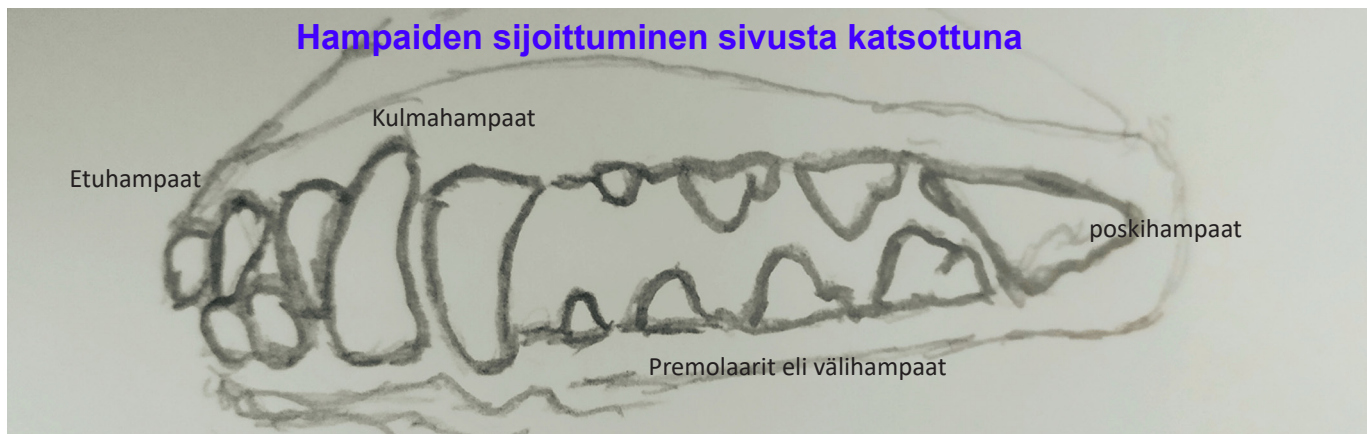 Hampaiden sijoittuminen sivusta katsottuna
Kulmahampaat
Etuhampaat
poskihampaat
Premolaarit eli välihampaat